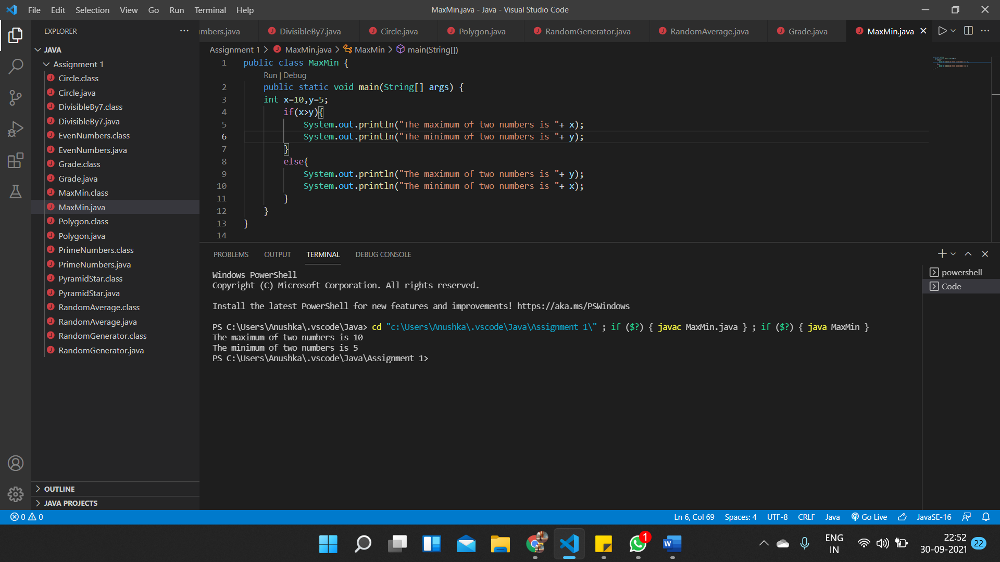 File Edit Selection View Go Run Terminal Help
MaxMin.java - Java - Visual Studio Code
EXPLORER
mbers.java DivisibleBy7.java Circle.java Polygon.java RandomGenerator.java RandomAverage.java Grade.java MaxMin.java
JAVA
Assignment 1
Circle.class
Circle.java
DivisibleBy7.class
DivisibleBy7.java
EvenNumbers.class
EvenNumbers.java
Grade.class
Grade.java
MaxMin.class
MaxMin.java
Polygon.class
Polygon.java
PrimeNumbers.class
PrimeNumbers.java
PyramidStar.class
PyramidStar.java
RandomAverage.class
RandomAverage.java
RandomGenerator.class
RandomGenerator.java
OUTLINE
JAVA PROJECTS
Assignment 1 > MaxMin.java > MaxMin > main(String[])
1 public class MaxMin {
Run | Debug
2 public static void main(String[] args) {
3 int x=10,y=5;
4 if(x>y){
5 System.out.println("The maximum of two numbers is "+ x);
6 System.out.println("The minimum of two numbers is "+ y);
7 }
8 else{
9 System.out.println("The maximum of two numbers is "+ y);
10 System.out.println("The minimum of two numbers is "+ x);
11 }
12 }
13 }
14
PROBLEMS OUTPUT TERMINAL DEBUG CONSOLE
powershell
Code
Windows PowerShell
Copyright (C) Microsoft Corporation. All rights reserved.
Install the latest PowerShell for new features and improvements! https://aka.ms/PSWindows
PS C:\Users\Anushka\.vscode\Java> cd "c:\Users\Anushka\.vscode\Java\Assignment 1\" ; if ($?) { javac MaxMin.java } ; if ($?) { java MaxMin }
The maximum of two numbers is 10
The minimum of two numbers is 5
PS C:\Users\Anushka\.vscode\Java\Assignment 1>
0 0
Ln 6, Col 69 Spaces: 4 UTF-8 CRLF Java Go Live JavaSE-16
1
W
ENG
IN
22:52
30-09-2021
22